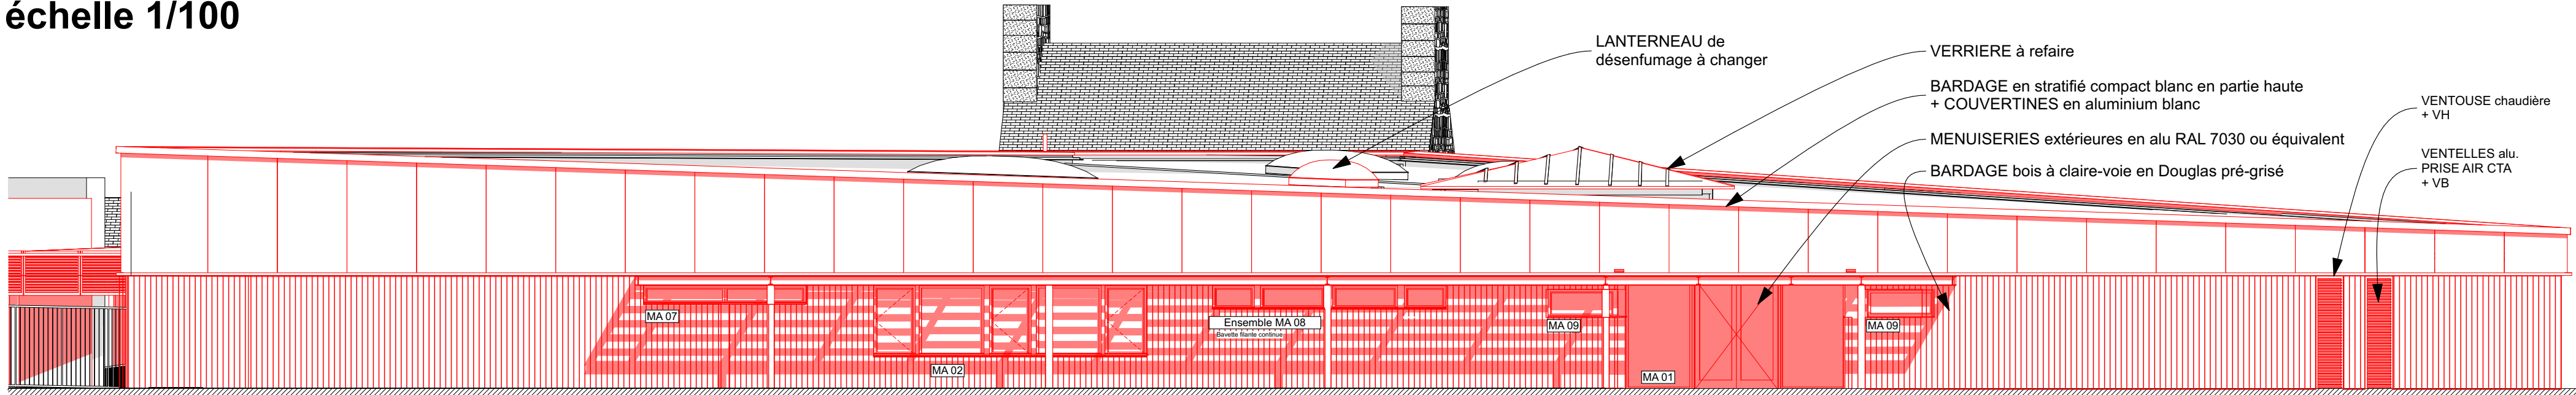 échelle 1/100
LANTERNEAU de
désenfumage à changer
VERRIERE à refaire
BARDAGE en stratifié compact blanc en partie haute
+ COUVERTINES en aluminium blanc
MENUISERIES extérieures en alu RAL 7030 ou équivalent
BARDAGE bois à claire-voie en Douglas pré-grisé
VENTOUSE chaudière
+ VH
VENTELLES alu.
PRISE AIR CTA
+ VB
MA 07
MA 02
Ensemble MA 08
Bavette filante continue
MA 09
MA 01
MA 09